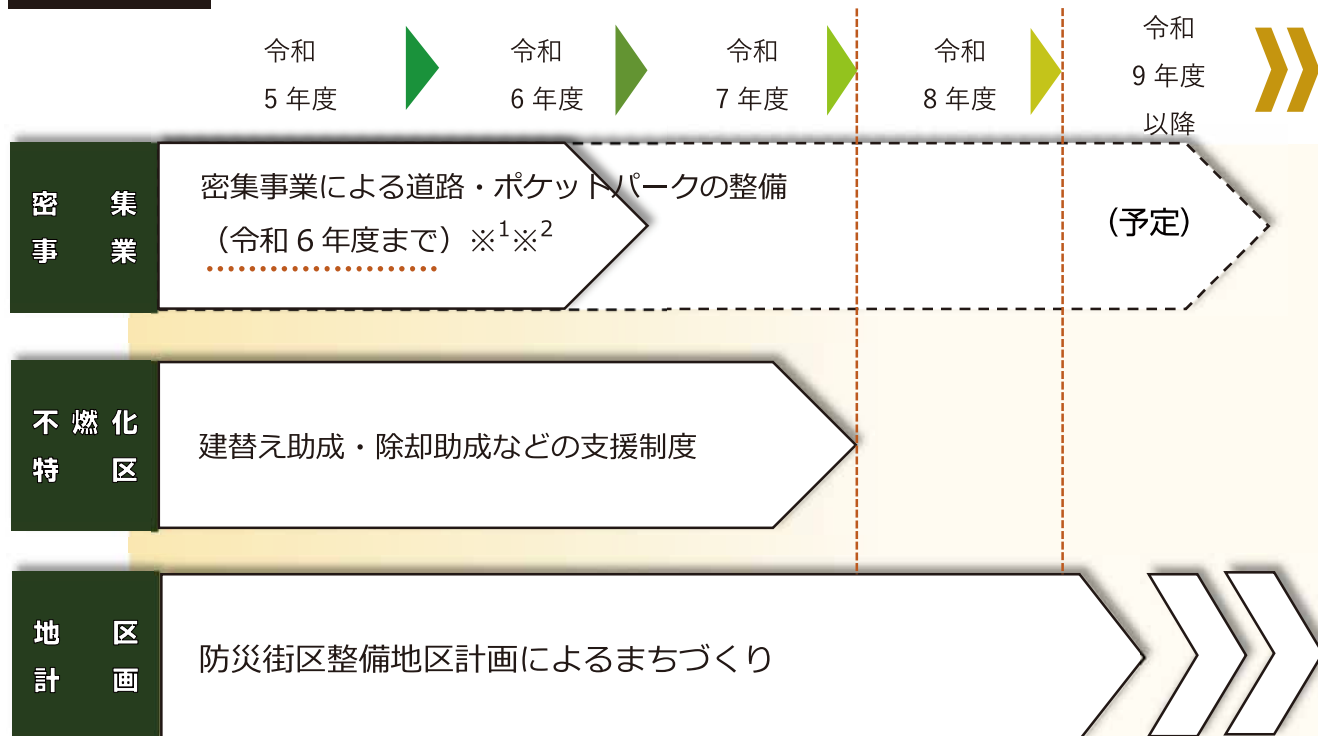 令和
5 年度
令和
6 年度
令和
7 年度
令和
8 年度
令和
9 年度
以降
密集
事業
密集事業による道路・ポケットパークの整備
（令和 6 年度まで）※1※2
（予定）
不燃化
特区
建替え助成・除却助成などの支援制度
地区
計画
防災街区整備地区計画によるまちづくり